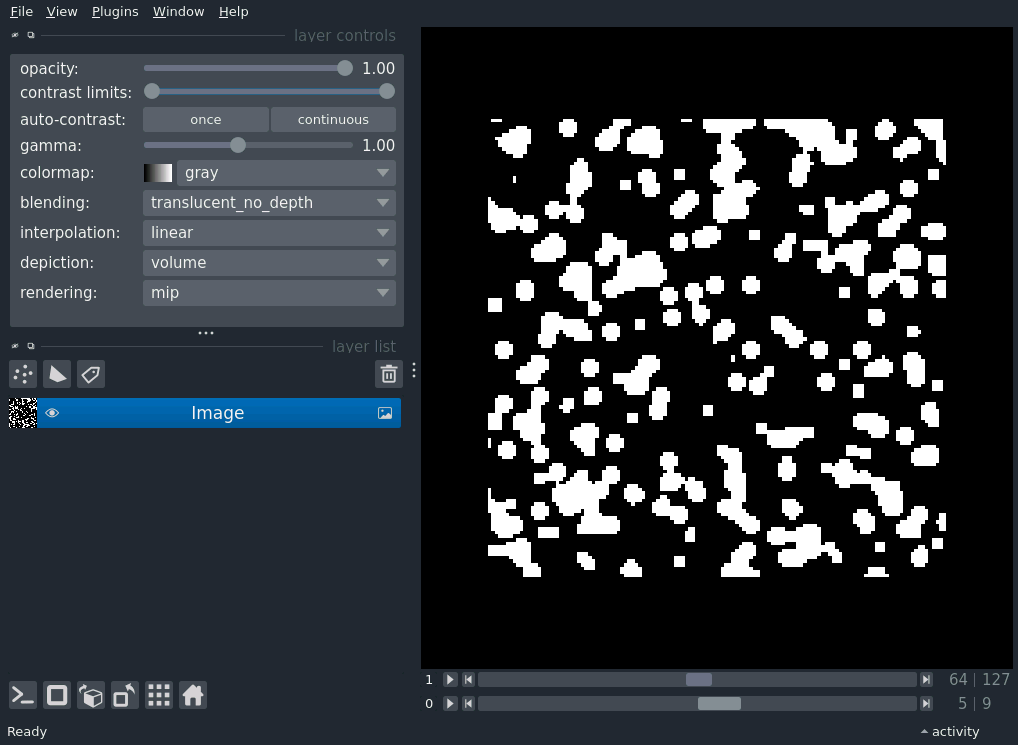 File View Plugins Window Help
layer controls
opacity: 1.00
contrast limits:
auto-contrast: once continuous
gamma: 1.00
colormap: gray
blending: translucent_no_depth
interpolation: linear
depiction: volume
rendering: mip
layer list
Image
1 64 | 127
0 5 | 9
Ready activity